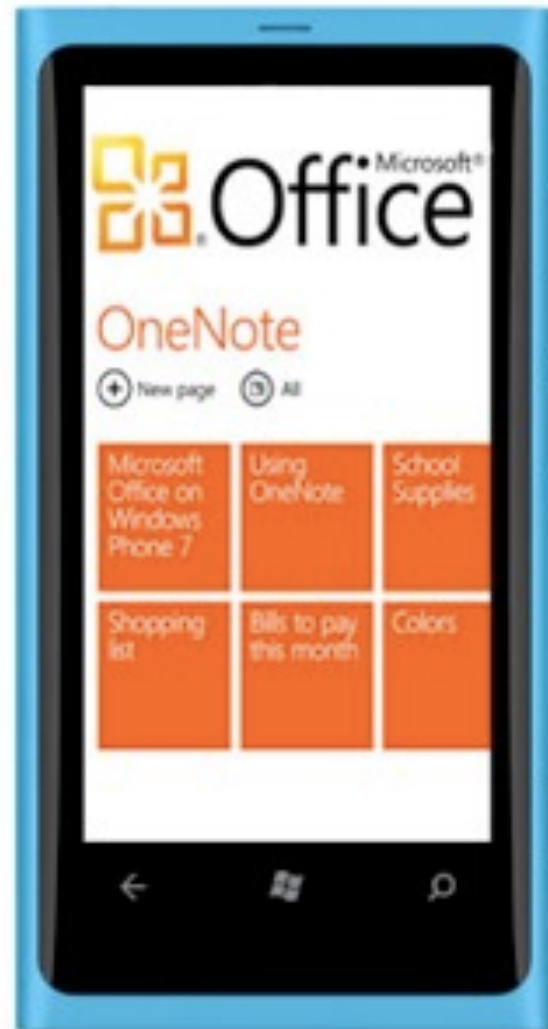 Microsoft®
Office
OneNote
New page All
Microsoft Office on Windows Phone 7
Using OneNote
School Supplies
Shopping list
Bills to pay this month
Colors